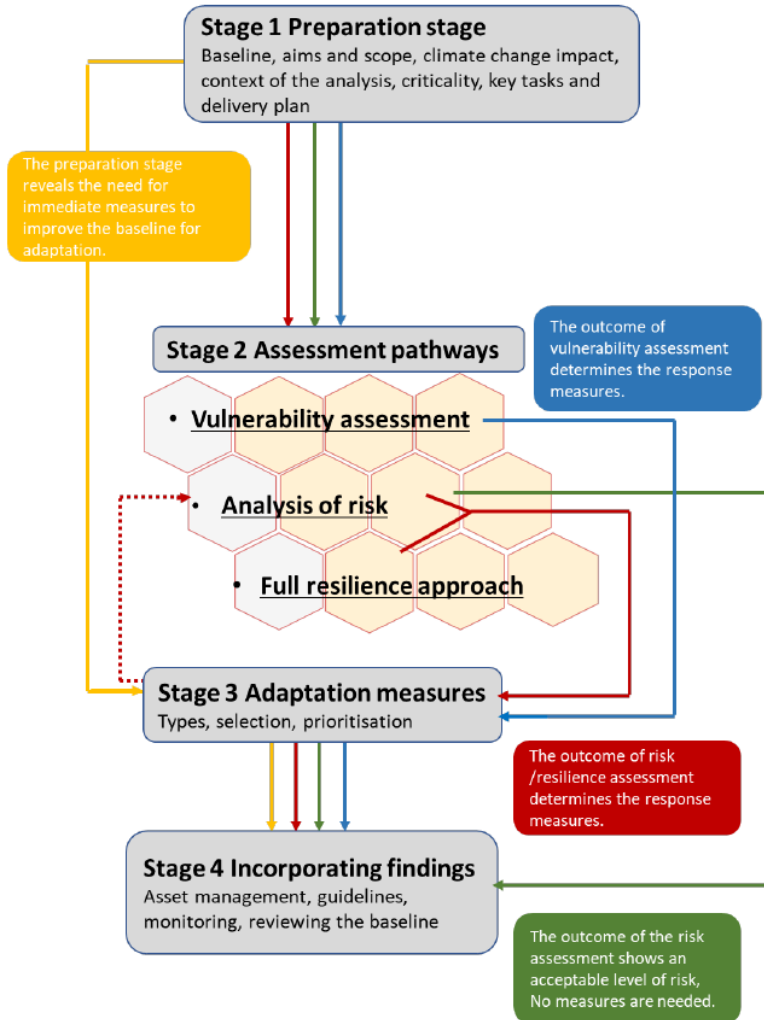 Stage 1 Preparation stage
Baseline, aims and scope, climate change impact,
context of the analysis, criticality, key tasks and
delivery plan
The preparation stage
reveals the need for
immediate measures to
improve the baseline for
adaptation.
Stage 2 Assessment pathways
The outcome of
vulnerability assessment
determines the response
measures.
• Vulnerability assessment
• Analysis of risk
• Full resilience approach
Stage 3 Adaptation measures
Types, selection, prioritisation
The outcome of risk
/resilience assessment
determines the response
measures.
Stage 4 Incorporating findings
Asset management, guidelines,
monitoring, reviewing the baseline
The outcome of the risk
assessment shows an
acceptable level of risk,
No measures are needed.